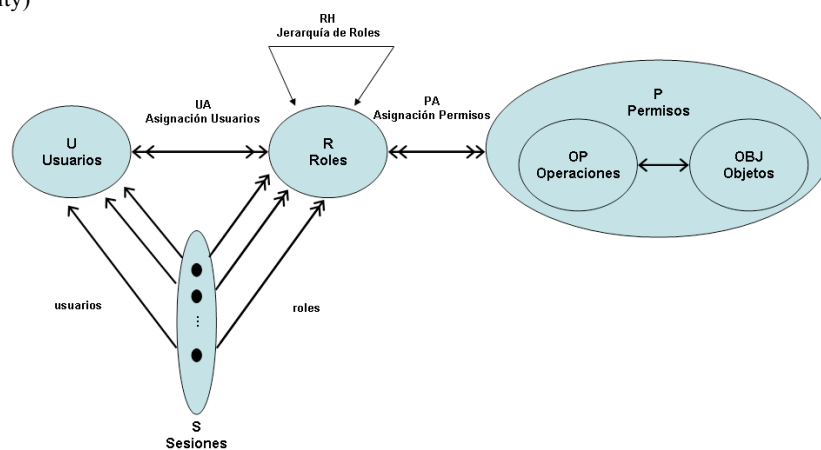 ity)
RH
Jerarquía de Roles
UA
Asignación Usuarios
PA
Asignación Permisos
P
Permisos
U
Usuarios
R
Roles
OP
Operaciones
OBJ
Objetos
usuarios
...
roles
S
Sesiones